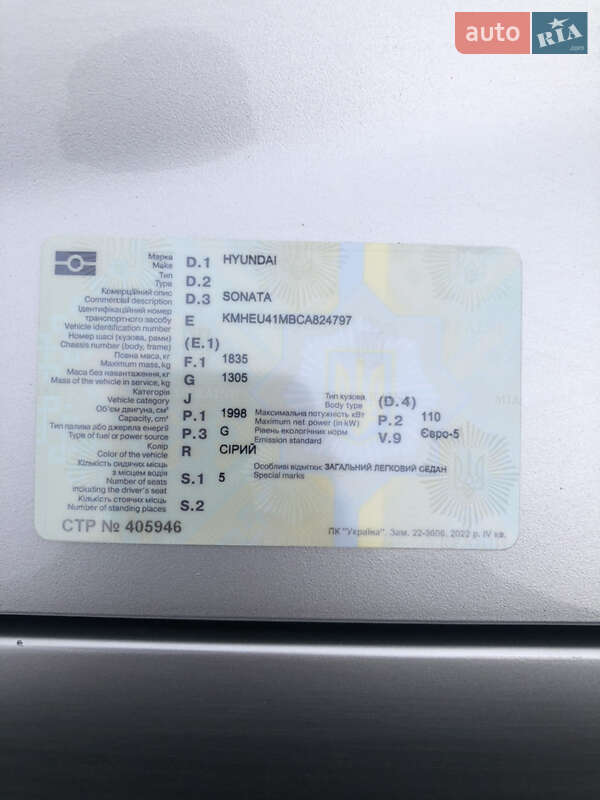 auto RIA.com
Марка
Make D.1 HYUNDAI
Тип
Type D.2
Комерційний опис
Commercial description D.3 SONATA
Ідентифікаційний номер
транспортного засобу E KMHEU41MBCA824797
Vehicle identification number
Номер шасі (кузова, рами)
Chassis number (body, frame) (E.1)
Повна маса, кг
Maximum mass, kg F.1 1835
Маса без навантаження, кг
Mass of the vehicle in service, kg G 1305
Категорія
Vehicle category J
Тип кузова
Body type (D.4)
Об'єм двигуна, см³
Capacity, cm³ P.1 1998
Максимальна потужність кВт
Maximum net power (in kW) P.2 110
Тип палива або джерела енергії
Type of fuel or power source P.3 G
Рівень екологічних норм
Emission standard V.9 Євро-5
Колір
Color of the vehicle R СІРИЙ
Кількість сидячих місць
з місцем водія
Number of seats S.1 5
including the driver's seat
Особливі відмітки: ЗАГАЛЬНИЙ ЛЕГКОВИЙ СЕДАН
Special marks
Кількість стоячих місць
Number of standing places S.2
СТР № 405946
ПК "Україна". Зам. 22-3606. 2022 р. IV кв.